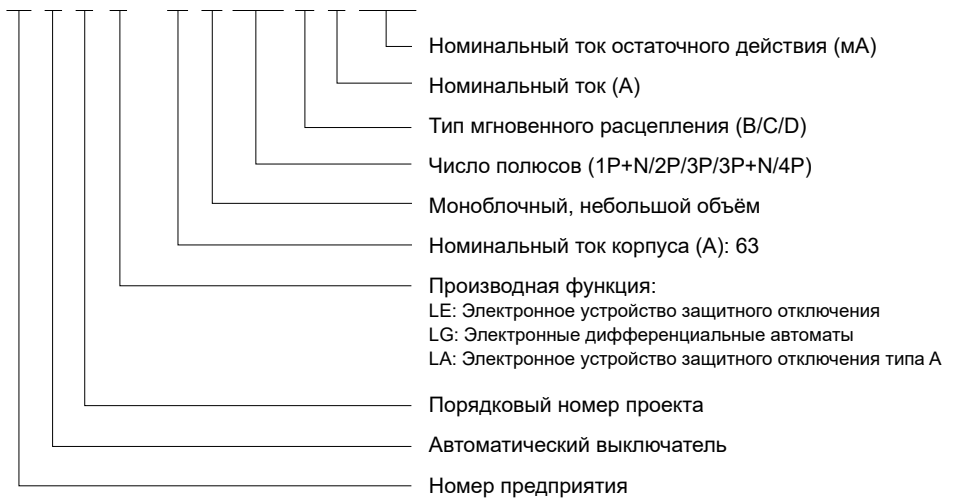 Номинальный ток остаточного действия (мА)
Номинальный ток (А)
Тип мгновенного расцепления (B/C/D)
Число полюсов (1P+N/2P/3P/3P+N/4P)
Моноблочный, небольшой объём
Номинальный ток корпуса (А): 63
Производная функция:
LE: Электронное устройство защитного отключения
LG: Электронные дифференциальные автоматы
LA: Электронное устройство защитного отключения типа А
Порядковый номер проекта
Автоматический выключатель
Номер предприятия